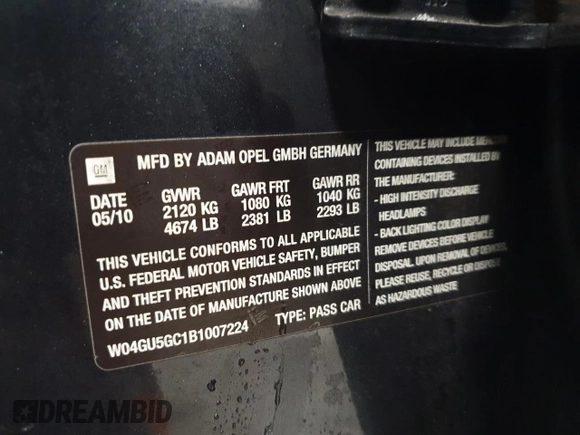 GM
MFD BY ADAM OPEL GMBH GERMANY
DATE GVWR GAWR FRT GAWR RR
05/10 2120 KG 1080 KG 1040 KG
4674 LB 2381 LB 2293 LB
THIS VEHICLE CONFORMS TO ALL APPLICABLE
U.S. FEDERAL MOTOR VEHICLE SAFETY, BUMPER
AND THEFT PREVENTION STANDARDS IN EFFECT
ON THE DATE OF MANUFACTURE SHOWN ABOVE
W04GU5GC1B1007224 TYPE: PASS CAR
THIS VEHICLE MAY INCLUDE
CONTAINING DEVICES INSTALLED BY
THE MANUFACTURER:
- HIGH INTENSITY DISCHARGE
HEADLAMPS
- BACK LIGHTING COLOR DISPLAY
REMOVE DEVICES BEFORE VEHICLE
DISPOSAL. UPON REMOVAL OF DEVICES,
PLEASE REUSE, RECYCLE OR DISPOSE
AS HAZARDOUS WASTE
DREAMBID